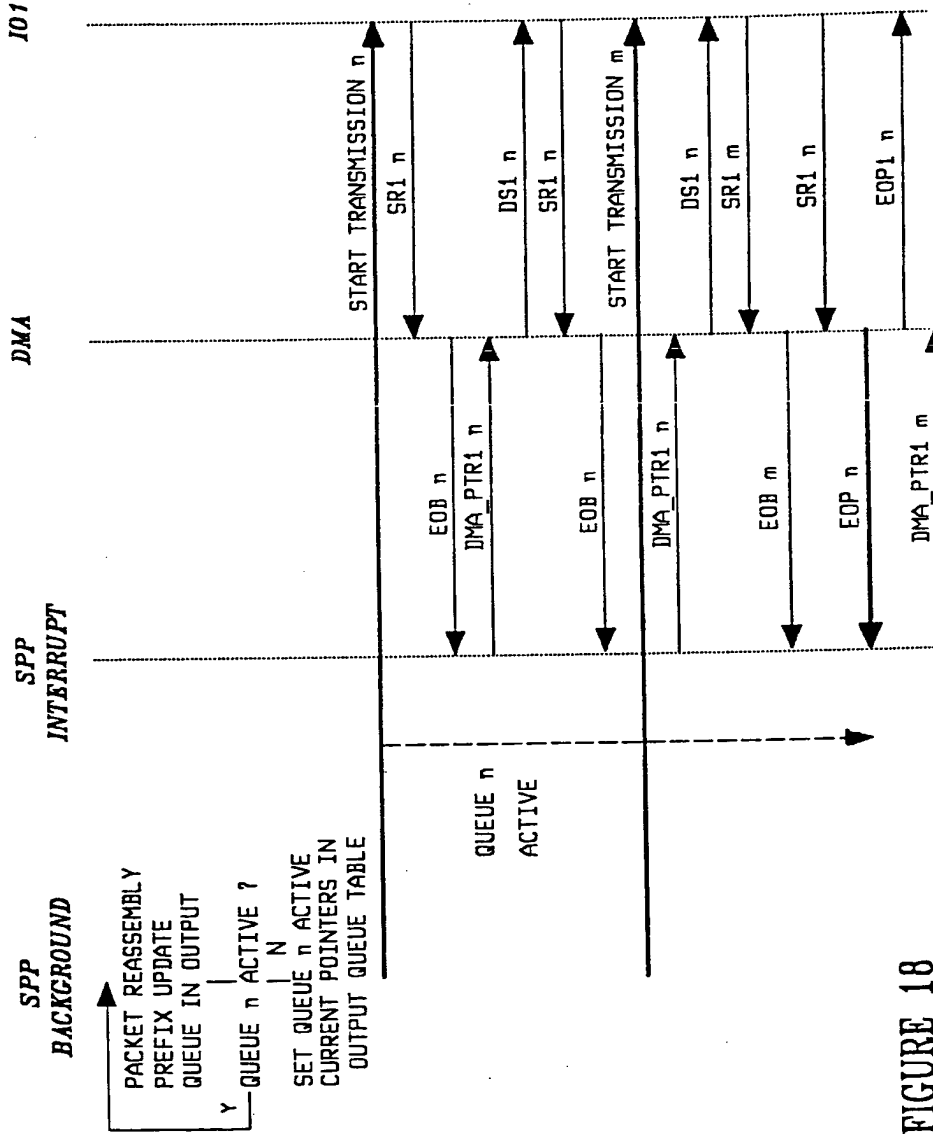 SPP
BACKGROUND
SPP
INTERRUPT
DMA
IO1
PACKET REASSEMBLY
PREFIX UPDATE
QUEUE IN OUTPUT
Y QUEUE n ACTIVE ?
N
SET QUEUE n ACTIVE
CURRENT POINTERS IN
OUTPUT QUEUE TABLE
START TRANSMISSION n
SR1 n
EOB n
DMA_PTR1 n
QUEUE n
ACTIVE
DS1 n
SR1 n
EOB n
START TRANSMISSION m
DMA_PTR1 n
DS1 n
SR1 m
EOB m
SR1 n
EOP n
EOP1 n
DMA_PTR1 m
FIGURE 18